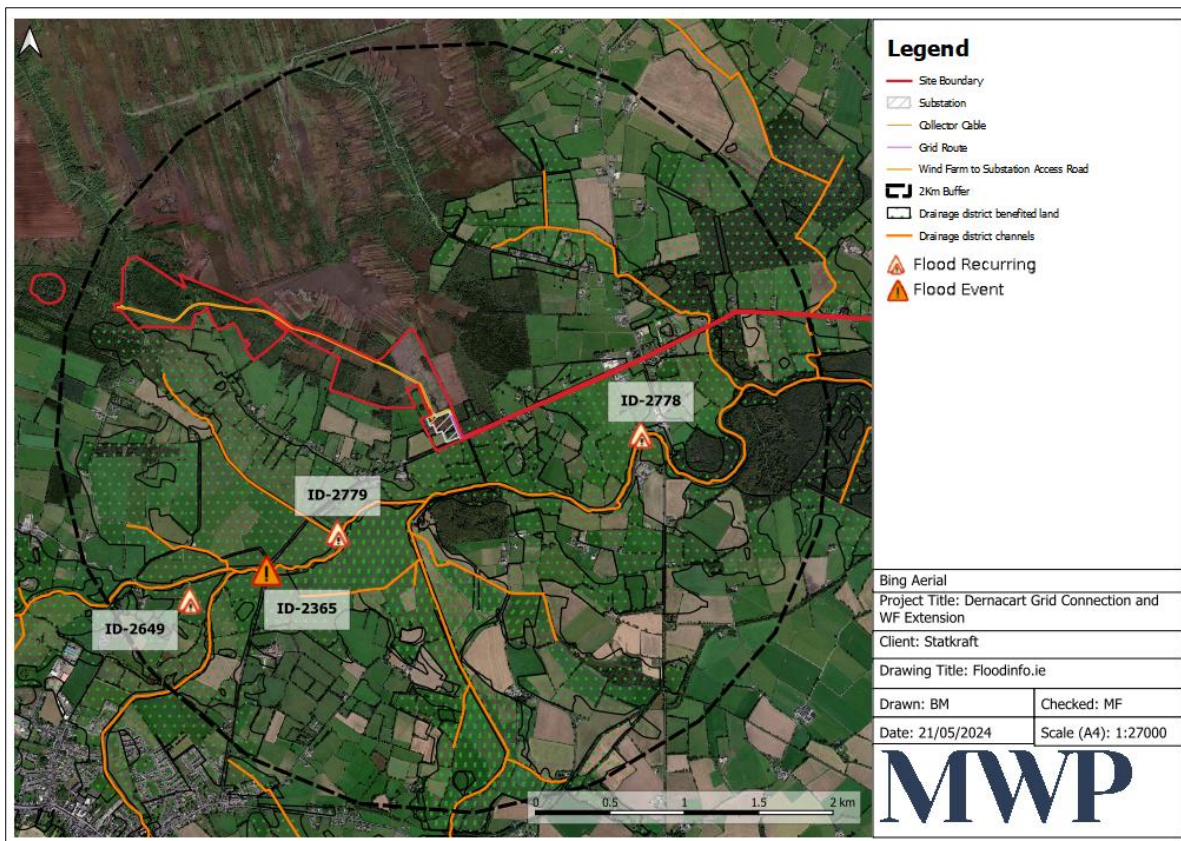 Legend
Site Boundary
Substation
Collector Cable
Grid Route
Wind Farm to Substation Access Road
2Km Buffer
Drainage district benefited land
Drainage district channels
Flood Recurring
Flood Event
ID-2778
ID-2779
ID-2365
ID-2649
0 0.5 1 1.5 2 km
Bing Aerial
Project Title: Dernacart Grid Connection and
WF Extension
Client: Statkraft
Drawing Title: Floodinfo.ie
Drawn: BM
Checked: MF
Date: 21/05/2024
Scale (A4): 1:27000
MWP